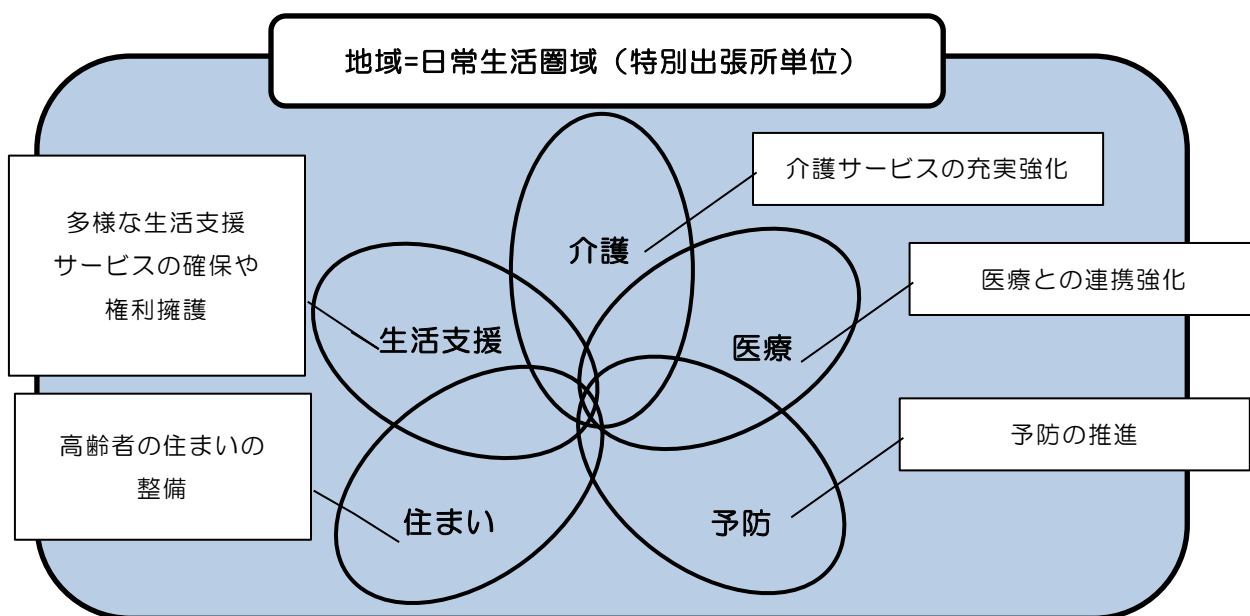 地域=日常生活圏域（特別出張所単位）
介護サービスの充実強化
多様な生活支援
サービスの確保や
権利擁護
介護
医療との連携強化
生活支援
医療
高齢者の住まいの
整備
予防の推進
住まい
予防